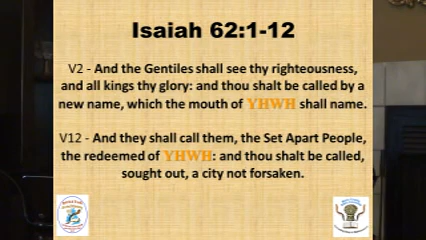 Isaiah 62:1-12
V2 - And the Gentiles shall see thy righteousness,
and all kings thy glory: and thou shalt be called by a
new name, which the mouth of YHWH shall name.
V12 - And they shall call them, the Set Apart People,
the redeemed of YHWH: and thou shalt be called,
sought out, a city not forsaken.